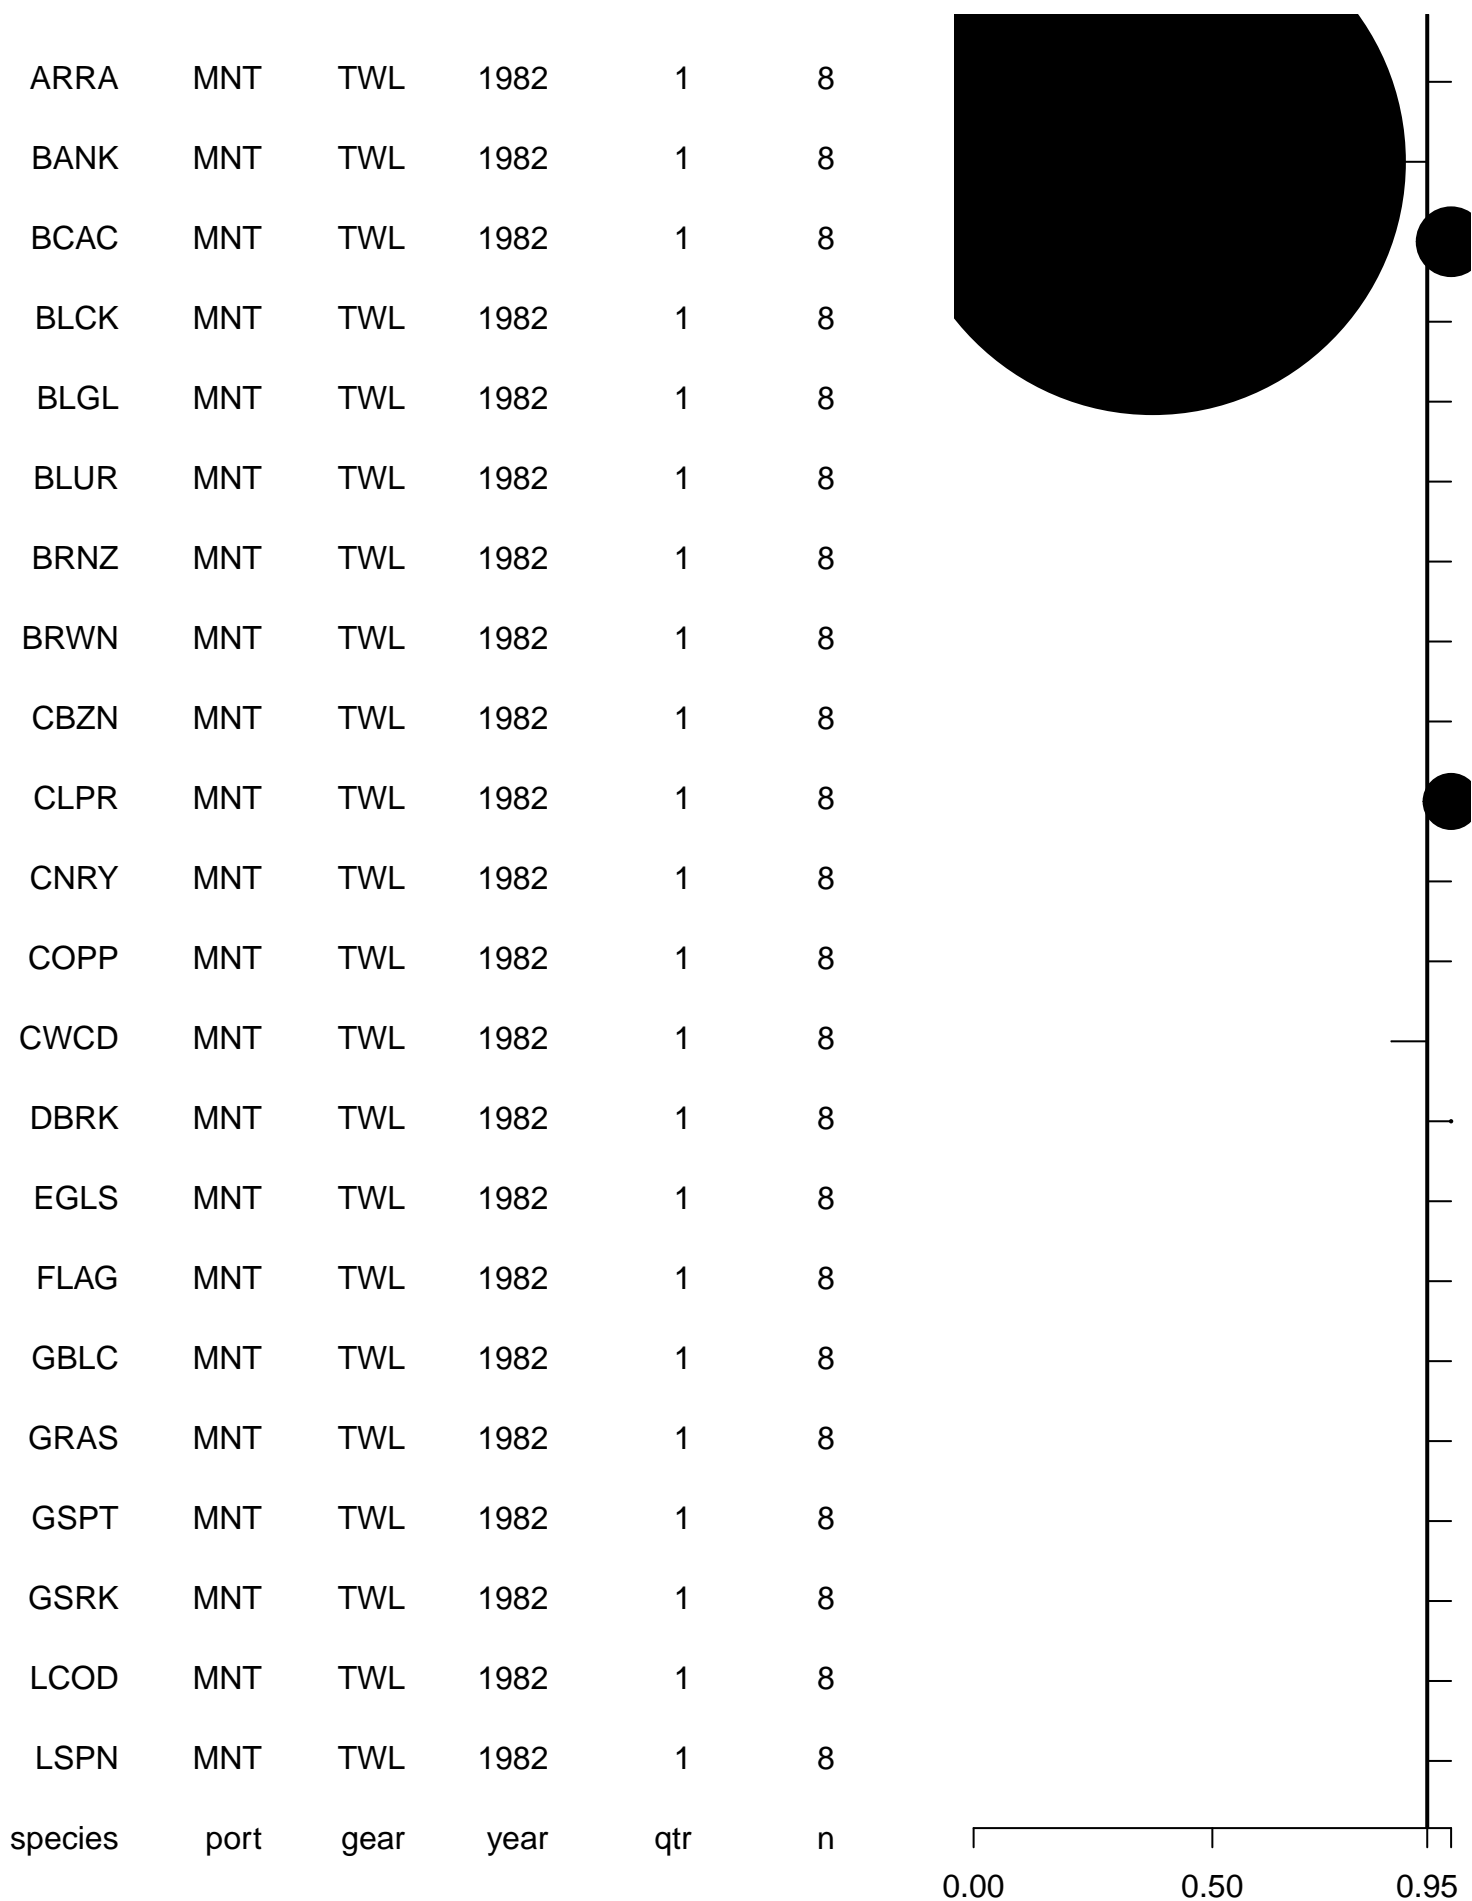 ARRA MNT TWL 1982 1 8
BANK MNT TWL 1982 1 8
BCAC MNT TWL 1982 1 8
BLCK MNT TWL 1982 1 8
BLGL MNT TWL 1982 1 8
BLUR MNT TWL 1982 1 8
BRNZ MNT TWL 1982 1 8
BRWN MNT TWL 1982 1 8
CBZN MNT TWL 1982 1 8
CLPR MNT TWL 1982 1 8
CNRY MNT TWL 1982 1 8
COPP MNT TWL 1982 1 8
CWCD MNT TWL 1982 1 8
DBRK MNT TWL 1982 1 8
EGLS MNT TWL 1982 1 8
FLAG MNT TWL 1982 1 8
GBLC MNT TWL 1982 1 8
GRAS MNT TWL 1982 1 8
GSPT MNT TWL 1982 1 8
GSRK MNT TWL 1982 1 8
LCOD MNT TWL 1982 1 8
LSPN MNT TWL 1982 1 8
species port gear year qtr n
0.00 0.50 0.95